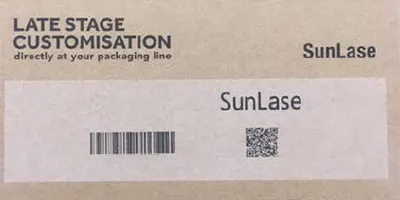 LATE STAGE
CUSTOMISATION
directly at your packaging line
SunLase
SunLase